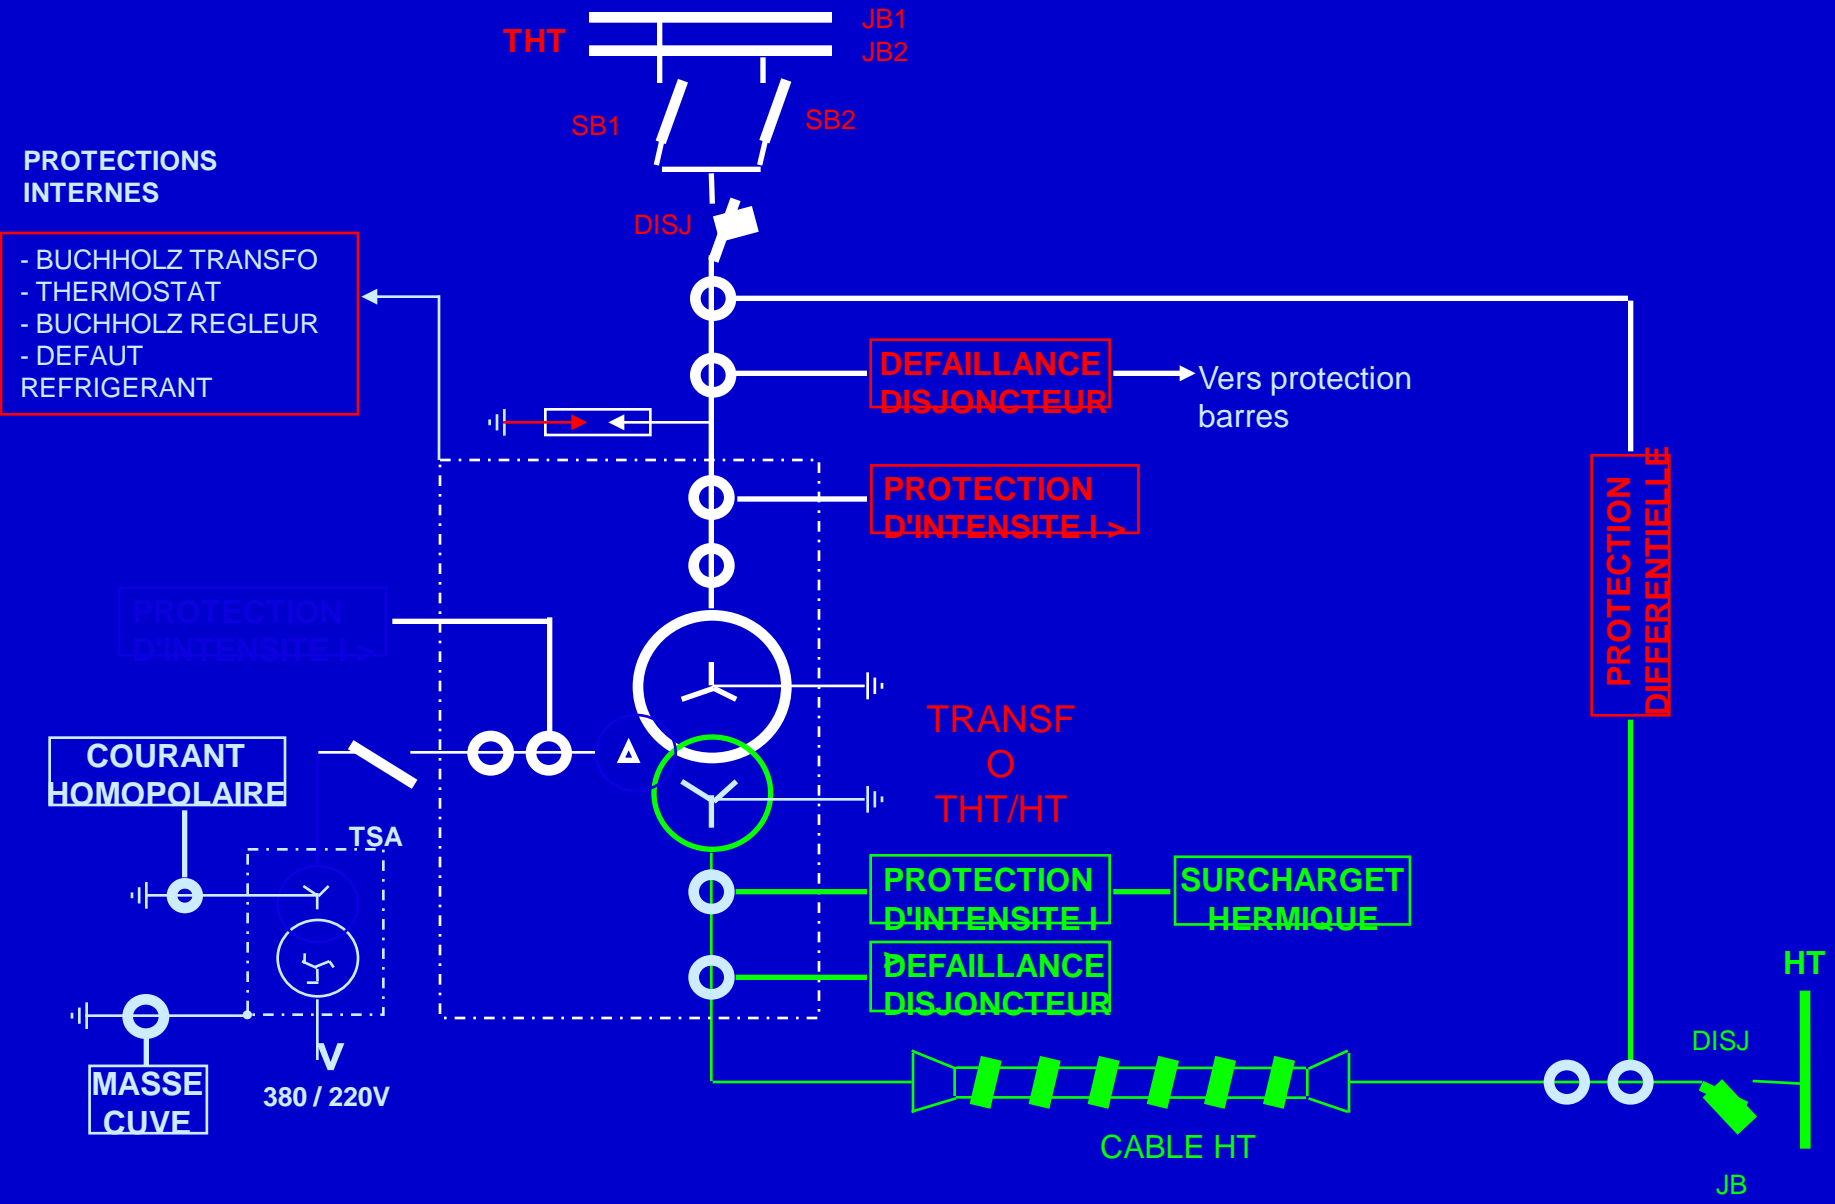 THT
JB1
JB2
SB1
SB2
PROTECTIONS
INTERNES
DISJ
- BUCHHOLZ TRANSFO
- THERMOSTAT
- BUCHHOLZ REGLEUR
- DEFAUT
REFRIGERANT
DEFAILLANCE
DISJONCTEUR
Vers protection
barres
PROTECTION
D'INTENSITE I >
PROTECTION
DIFFERENTIELLE
PROTECTION
D'INTENSITE I >
TRANSF
O
THT/HT
COURANT
HOMOPOLAIRE
TSA
PROTECTION
D'INTENSITE I
>
SURCHARGET
HERMIQUE
DEFAILLANCE
DISJONCTEUR
HT
DISJ
V
380 / 220V
MASSE
CUVE
CABLE HT
JB